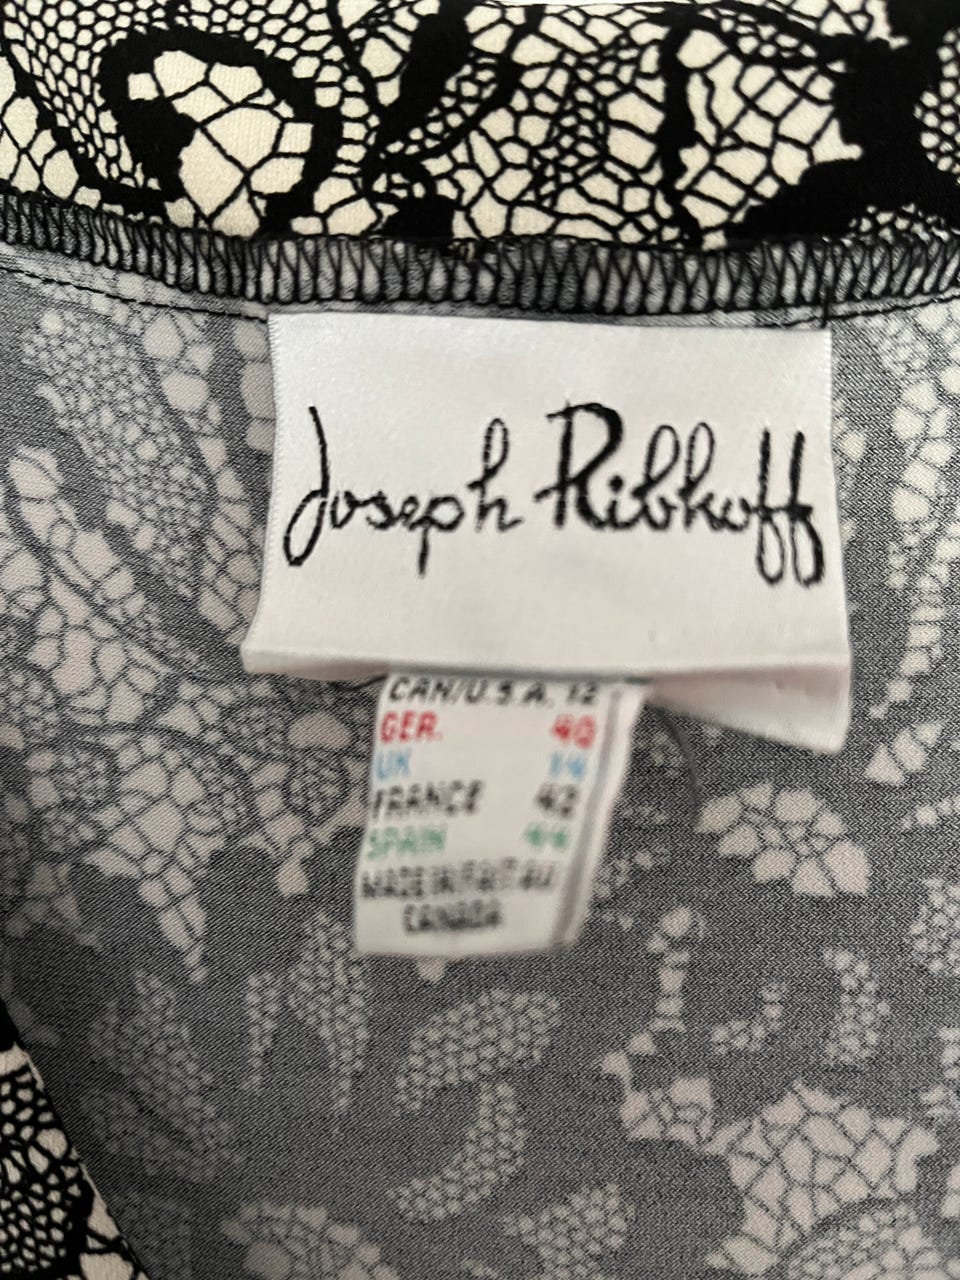 Joseph Ribkoff
CAN/U.S.A. 12
GER. 40
UK 14
FRANCE 42
SPAIN 44
MADE IN/FAIT AU
CANADA